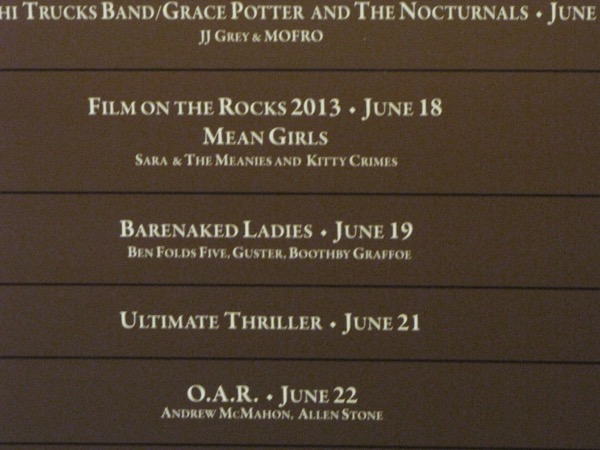 HI TRUCKS BAND/GRACE POTTER AND THE NOCTURNALS • JUNE
JJ GREY & MOFRO
FILM ON THE ROCKS 2013 • JUNE 18
MEAN GIRLS
SARA & THE MEANIES AND KITTY CRIMES
BARENAKED LADIES • JUNE 19
BEN FOLDS FIVE, GUSTER, BOOTHBY GRAFFOE
ULTIMATE THRILLER • JUNE 21
O.A.R. • JUNE 22
ANDREW MCMAHON, ALLEN STONE